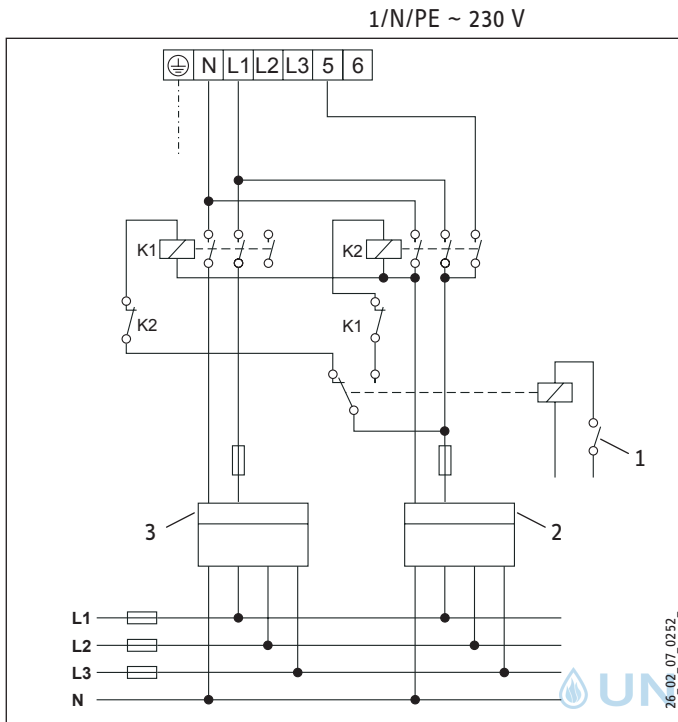 1/N/PE ~ 230 V
N L1 L2 L3 5 6
K1 K2
K2 K1
1
3 2
L1
L2
L3
N
UN
26_02_07_0252_